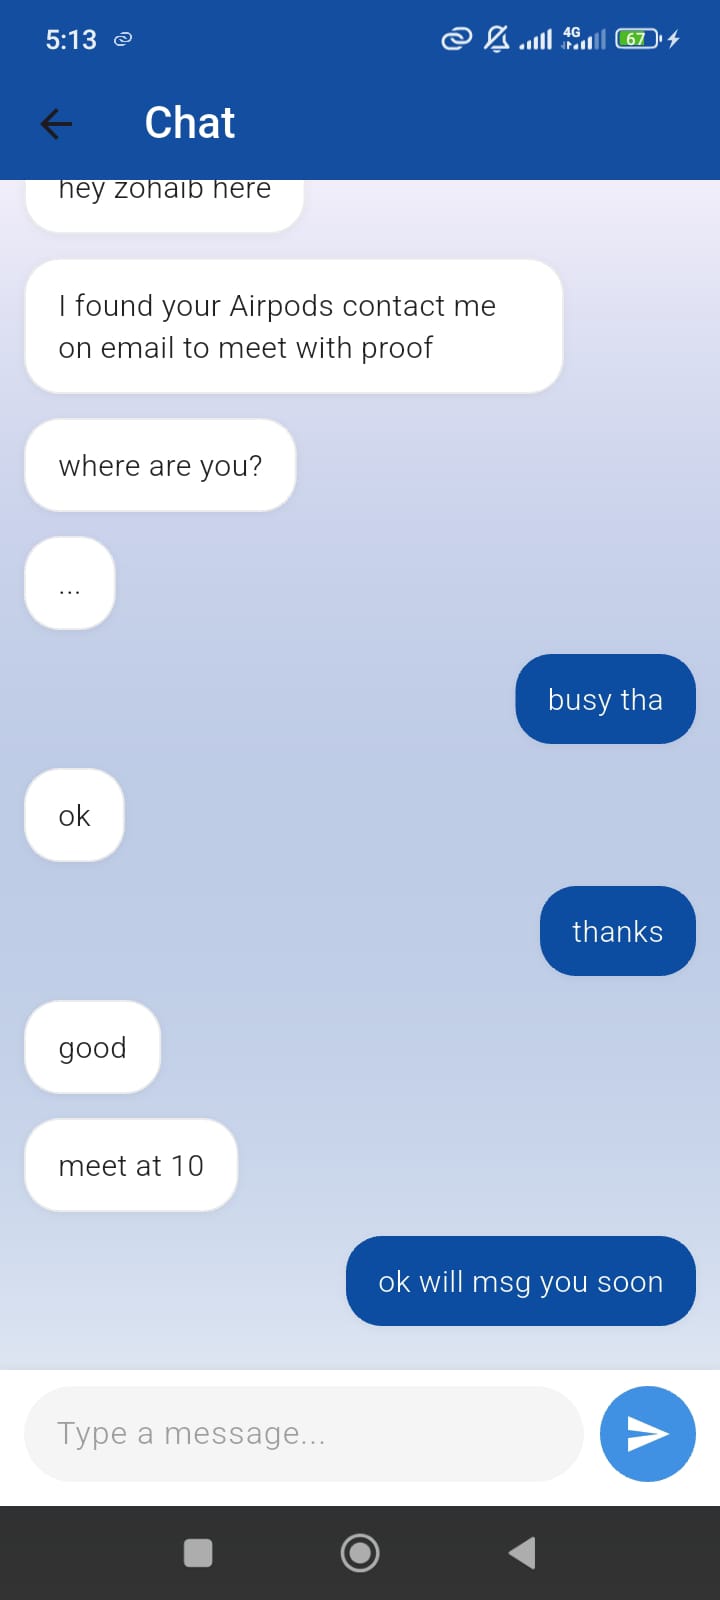 5:13
4G
67
Chat
hey zohaib here
I found your Airpods contact me
on email to meet with proof
where are you?
...
busy tha
ok
thanks
good
meet at 10
ok will msg you soon
Type a message...